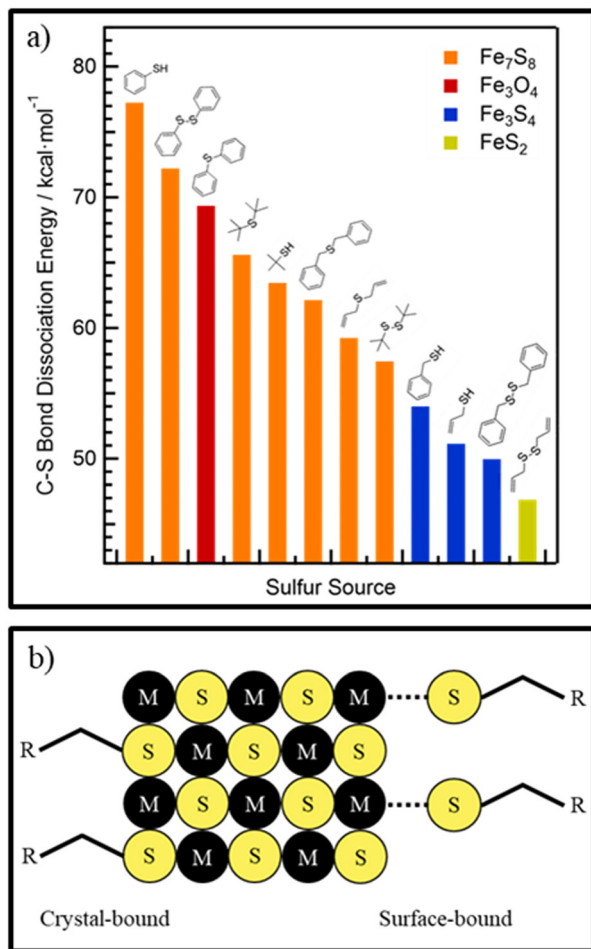 a)
C-S Bond Dissociation Energy / kcal·mol⁻¹
80
70
60
50
Fe₇S₈
Fe₃O₄
Fe₃S₄
FeS₂
SH
S-S
S
S
SH
S
S
S-S
SH
SH
S-S
S-S
Sulfur Source
b)
M S M S M S R
R S M S M S
M S M S M S R
R S M S M S
Crystal-bound Surface-bound